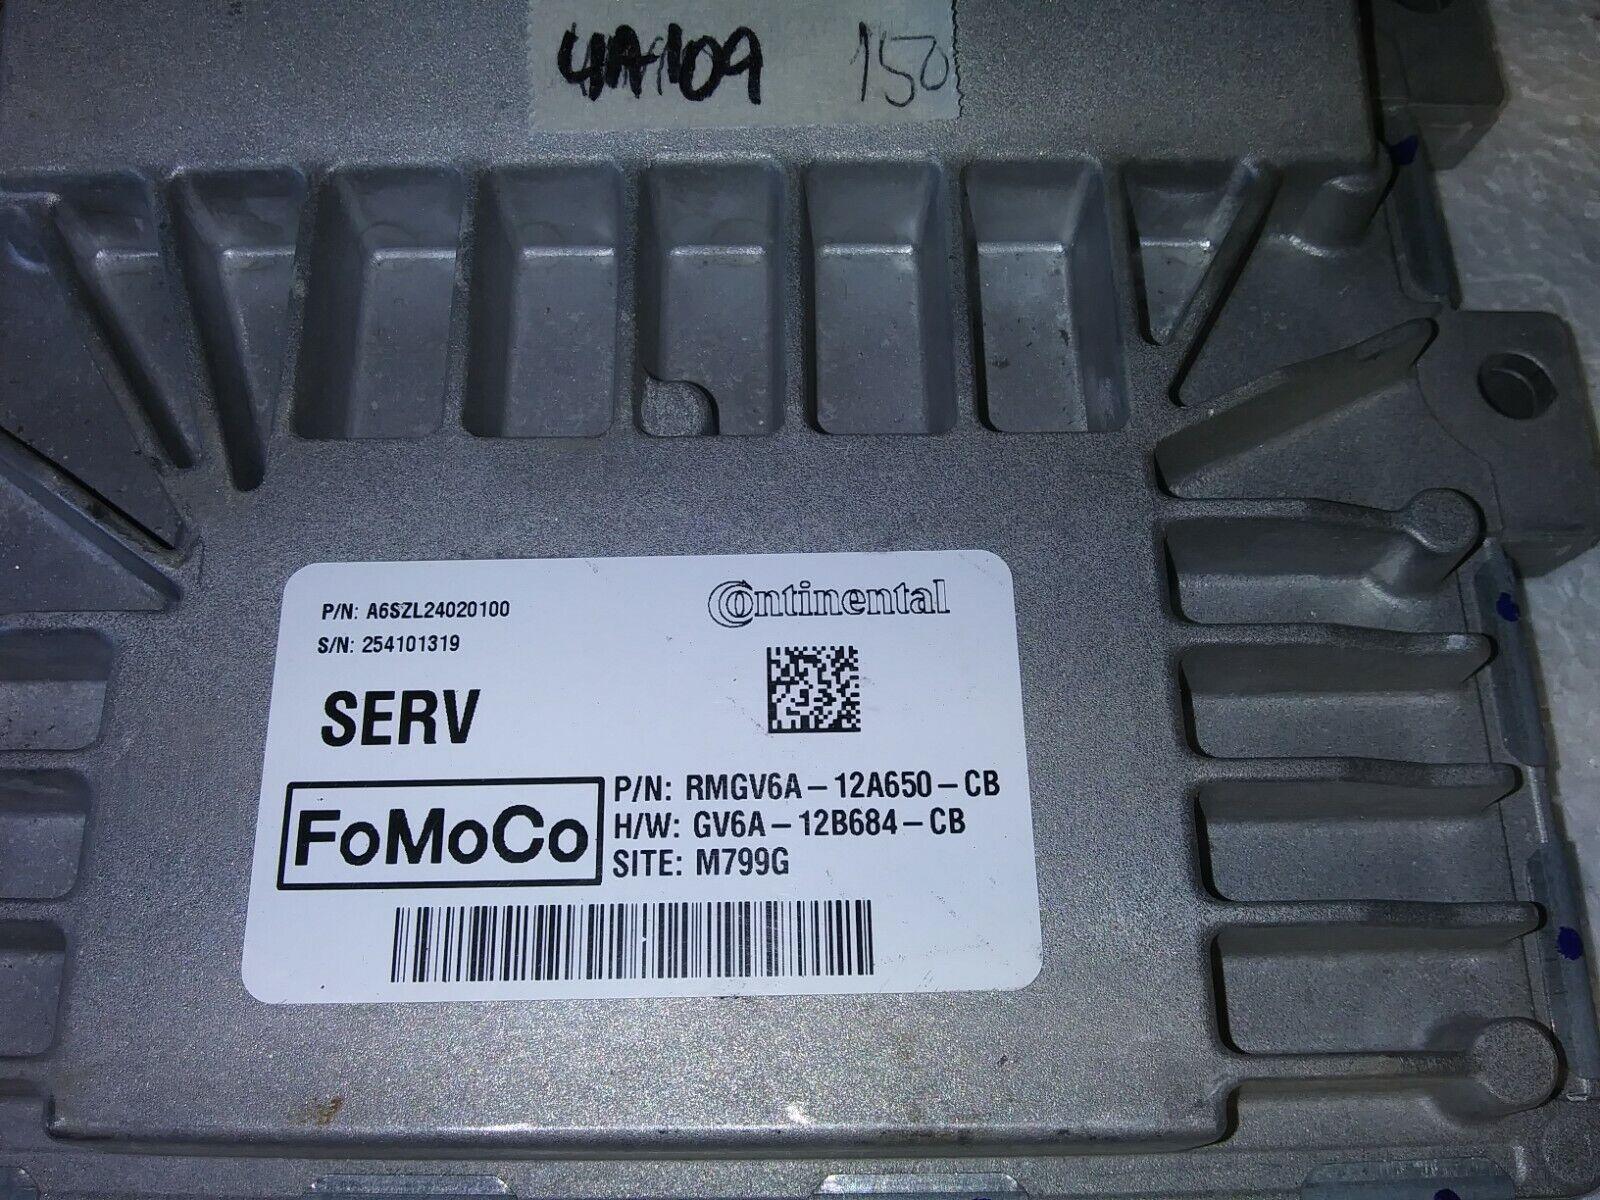 4A109 150
P/N: A6SZL24020100
Continental
S/N: 254101319
SERV
FoMoCo
P/N: RMGV6A-12A650-CB
H/W: GV6A-12B684-CB
SITE: M799G